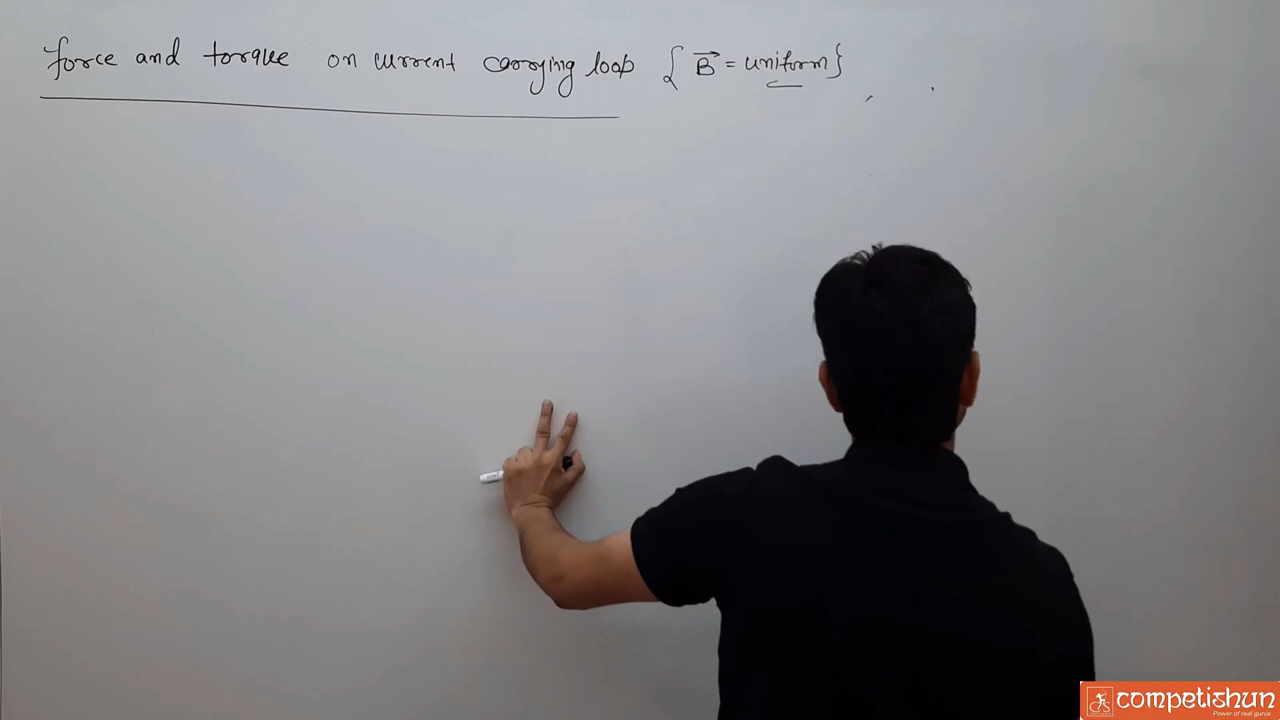 force and torque on current carrying loop { B⃗ = uniform}
competishun
Power of real gurus